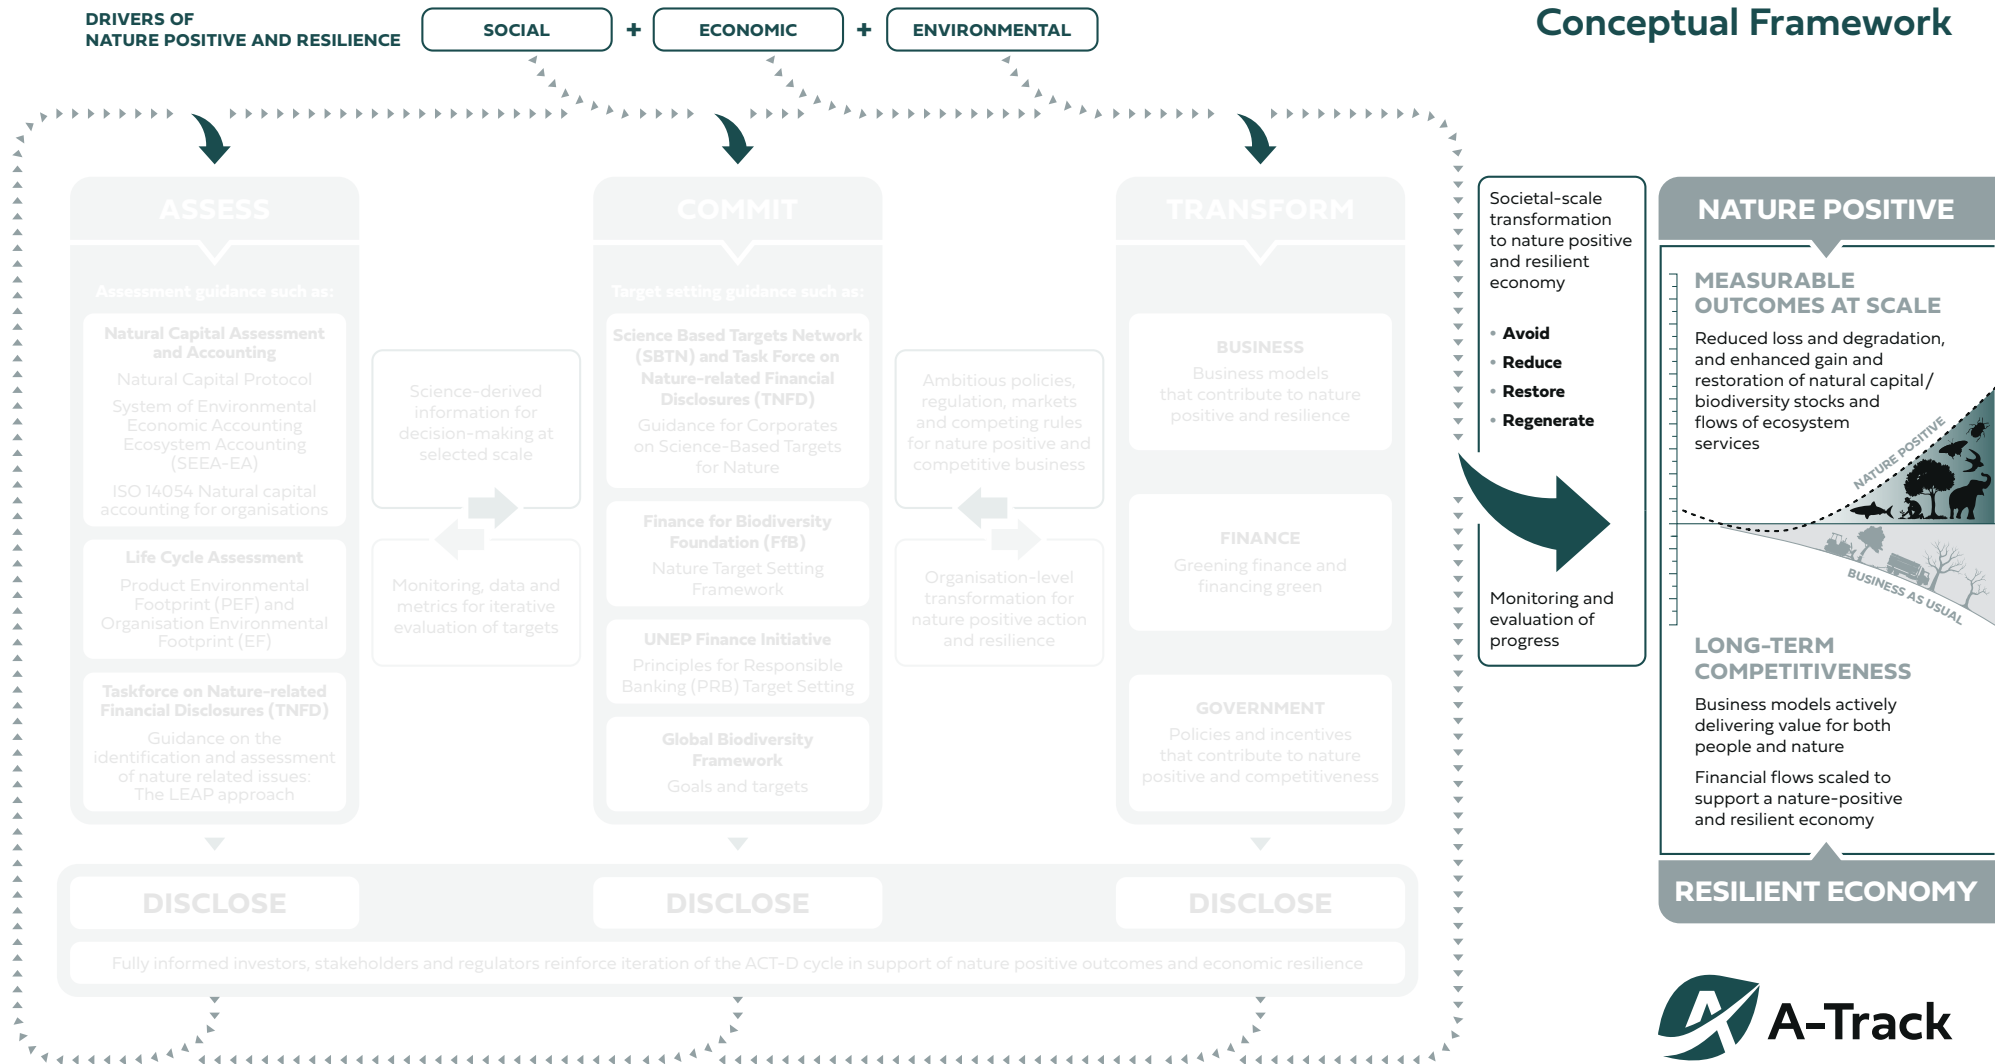 DRIVERS OF
NATURE POSITIVE AND RESILIENCE
SOCIAL
+
ECONOMIC
+
ENVIRONMENTAL
Conceptual Framework
ASSESS
Assessment guidance such as:
Natural Capital Assessment
and Accounting
Natural Capital Protocol
System of Environmental
Economic Accounting
Ecosystem Accounting
(SEEA-EA)
ISO 14054 Natural capital
accounting for organisations
Life Cycle Assessment
Product Environmental
Footprint (PEF) and
Organisation Environmental
Footprint (EF)
Taskforce on Nature-related
Financial Disclosures (TNFD)
Guidance on the
identification and assessment
of nature related issues:
The LEAP approach
Science-derived
information for
decision-making at
selected scale
Monitoring, data and
metrics for iterative
evaluation of targets
COMMIT
Target setting guidance such as:
Science Based Targets Network
(SBTN) and Task Force on
Nature-related Financial
Disclosures (TNFD)
Guidance for Corporates
on Science-Based Targets
for Nature
Finance for Biodiversity
Foundation (FfB)
Nature Target Setting
Framework
UNEP Finance Initiative
Principles for Responsible
Banking (PRB) Target Setting
Global Biodiversity
Framework
Goals and targets
Ambitious policies,
regulation, markets
and competing rules
for nature positive and
competitive business
Organisation-level
transformation for
nature positive action
and resilience
TRANSFORM
BUSINESS
Business models
that contribute to nature
positive and resilience
FINANCE
Greening finance and
financing green
GOVERNMENT
Policies and incentives
that contribute to nature
positive and competitiveness
DISCLOSE
DISCLOSE
DISCLOSE
Fully informed investors, stakeholders and regulators reinforce iteration of the ACT-D cycle in support of nature positive outcomes and economic resilience
Societal-scale
transformation
to nature positive
and resilient
economy
• Avoid
• Reduce
• Restore
• Regenerate
Monitoring and
evaluation of
progress
NATURE POSITIVE
MEASURABLE
OUTCOMES AT SCALE
Reduced loss and degradation,
and enhanced gain and
restoration of natural capital/
biodiversity stocks and
flows of ecosystem
services
NATURE POSITIVE
BUSINESS AS USUAL
LONG-TERM
COMPETITIVENESS
Business models actively
delivering value for both
people and nature
Financial flows scaled to
support a nature-positive
and resilient economy
RESILIENT ECONOMY
A-Track